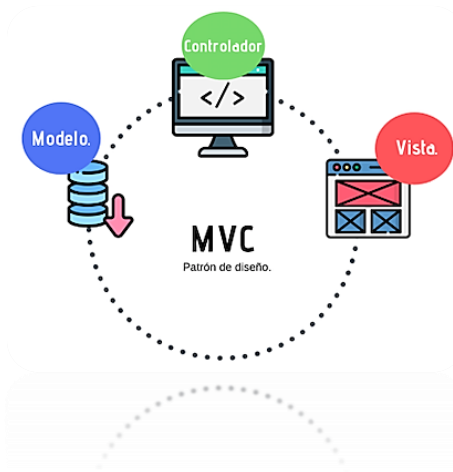 Controlador
</>
Modelo.
Vista.
MVC
Patrón de diseño.